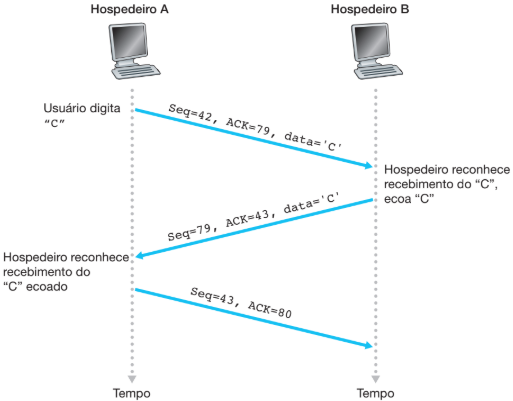 Hospedeiro A
Hospedeiro B
Usuário digita
“C”
Seq=42, ACK=79, data='C'
Hospedeiro reconhece
recebimento do “C”,
ecoa “C”
Seq=79, ACK=43, data='C'
Hospedeiro reconhece
recebimento do
“C” ecoado
Seq=43, ACK=80
Tempo
Tempo